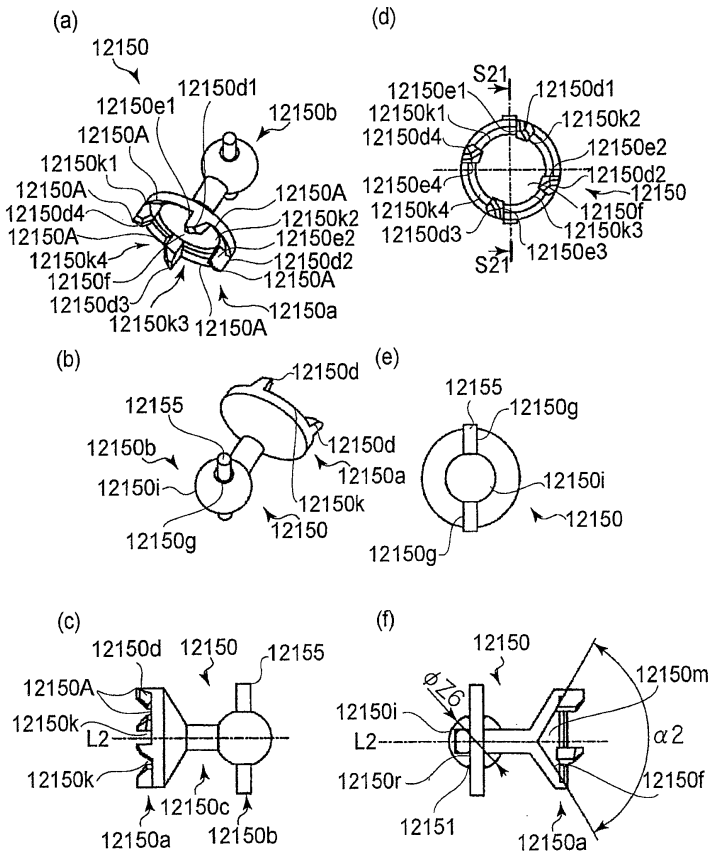 (a)
12150
12150d1
12150e1
12150b
12150A
12150k1
12150A
12150d4
12150A
12150k4
12150f
12150d3
12150k3
12150A
12150A
12150k2
12150e2
12150d2
12150A
12150a
(d)
S21
12150e1
12150d1
12150k1
12150k2
12150d4
12150e2
12150d2
12150e4
12150
12150k4
12150f
12150d3
12150k3
S21
12150e3
(b)
12150d
12155
12150b
12150d
12150i
12150a
12150k
12150
12150g
(e)
12155
12150g
12150i
12150
12150g
(c)
12150d
12150
12155
12150A
12150k
L2
12150k
12150c
12150a
12150b
(f)
12150
ϕZ6
12150m
12150i
L2
α2
12150r
12150f
12151
12150a